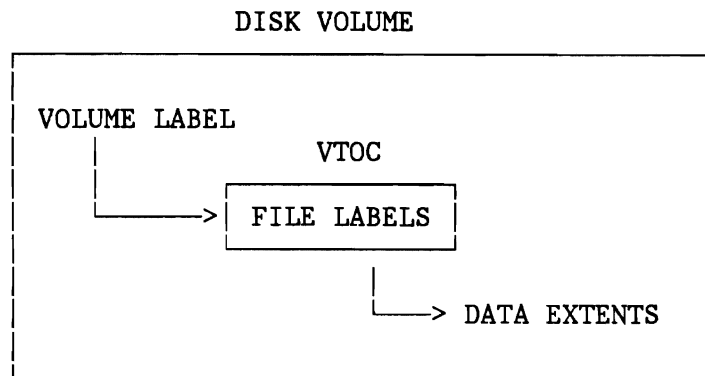 DISK VOLUME
VOLUME LABEL
VTOC
FILE LABELS
DATA EXTENTS